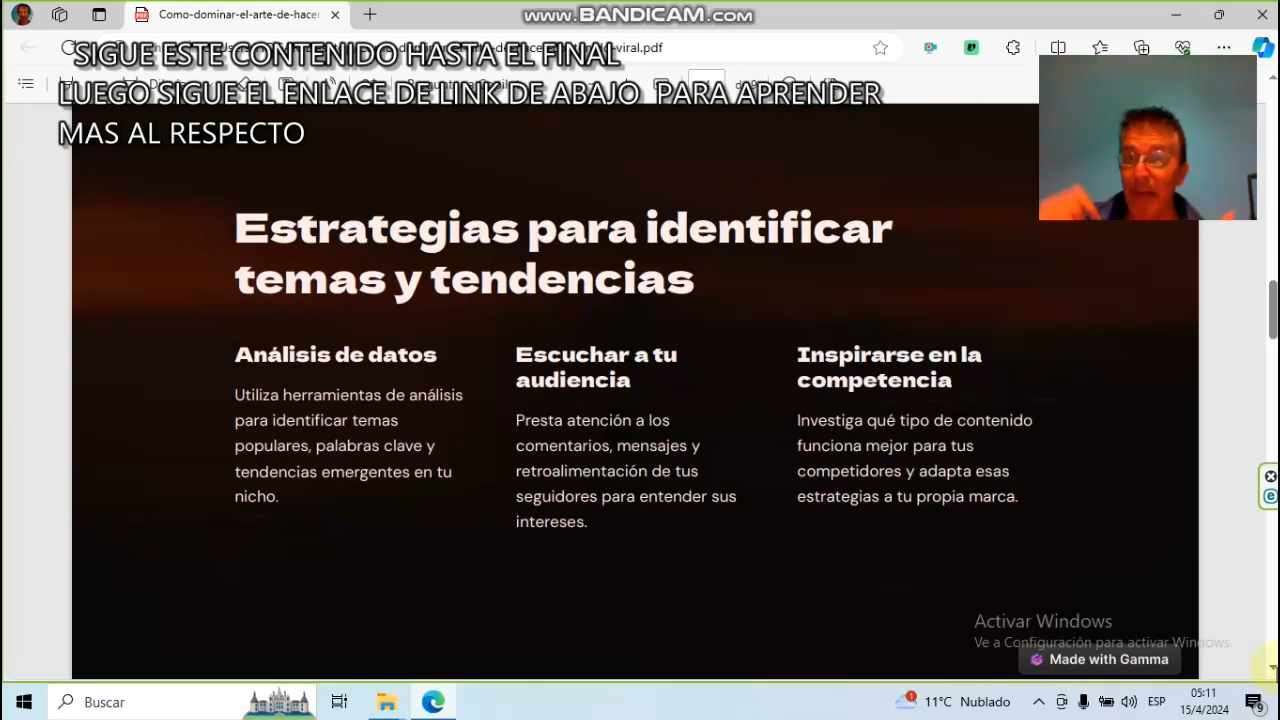 Como-dominar-el-arte-de-hace
www.BANDICAM.com
viral.pdf
SIGUE ESTE CONTENIDO HASTA EL FINAL
LUEGO SIGUE EL ENLACE DE LINK DE ABAJO PARA APRENDER
MAS AL RESPECTO
Estrategias para identificar
temas y tendencias
Análisis de datos
Utiliza herramientas de análisis
para identificar temas
populares, palabras clave y
tendencias emergentes en tu
nicho.
Escuchar a tu
audiencia
Presta atención a los
comentarios, mensajes y
retroalimentación de tus
seguidores para entender sus
intereses.
Inspirarse en la
competencia
Investiga qué tipo de contenido
funciona mejor para tus
competidores y adapta esas
estrategias a tu propia marca.
Activar Windows
Ve a Configuración para activar Windows.
Made with Gamma
Buscar
1
11°C Nublado
ESP
05:11
15/4/2024
9